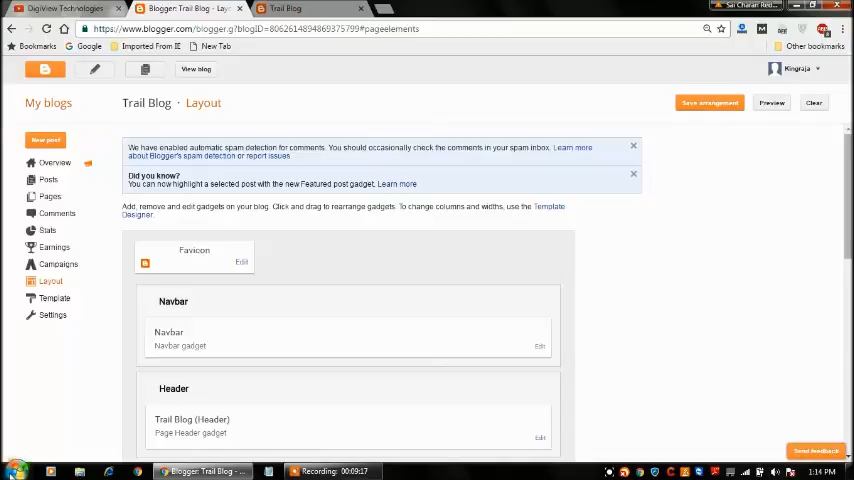 DigiView Technologies
Blogger: Trail Blog - Layo
Trail Blog
Sai Charan Red...
https://www.blogger.com/blogger.g?blogID=8062614894869375799#pageelements
Bookmarks
Google
Imported From IE
New Tab
Other bookmarks
View blog
Kingraja
My blogs
Trail Blog · Layout
Save arrangement
Preview
Clear
New post
Overview
Posts
Pages
Comments
Stats
Earnings
Campaigns
Layout
Template
Settings
We have enabled automatic spam detection for comments. You should occasionally check the comments in your spam inbox. Learn more
about Blogger's spam detection or report issues
Did you know?
You can now highlight a selected post with the new Featured post gadget. Learn more
Add, remove and edit gadgets on your blog. Click and drag to rearrange gadgets. To change columns and widths, use the Template
Designer.
Favicon
Edit
Navbar
Navbar
Navbar gadget
Edit
Header
Trail Blog (Header)
Page Header gadget
Edit
Send feedback
Blogger: Trail Blog - ...
Recording: 00:09:17
1:14 PM